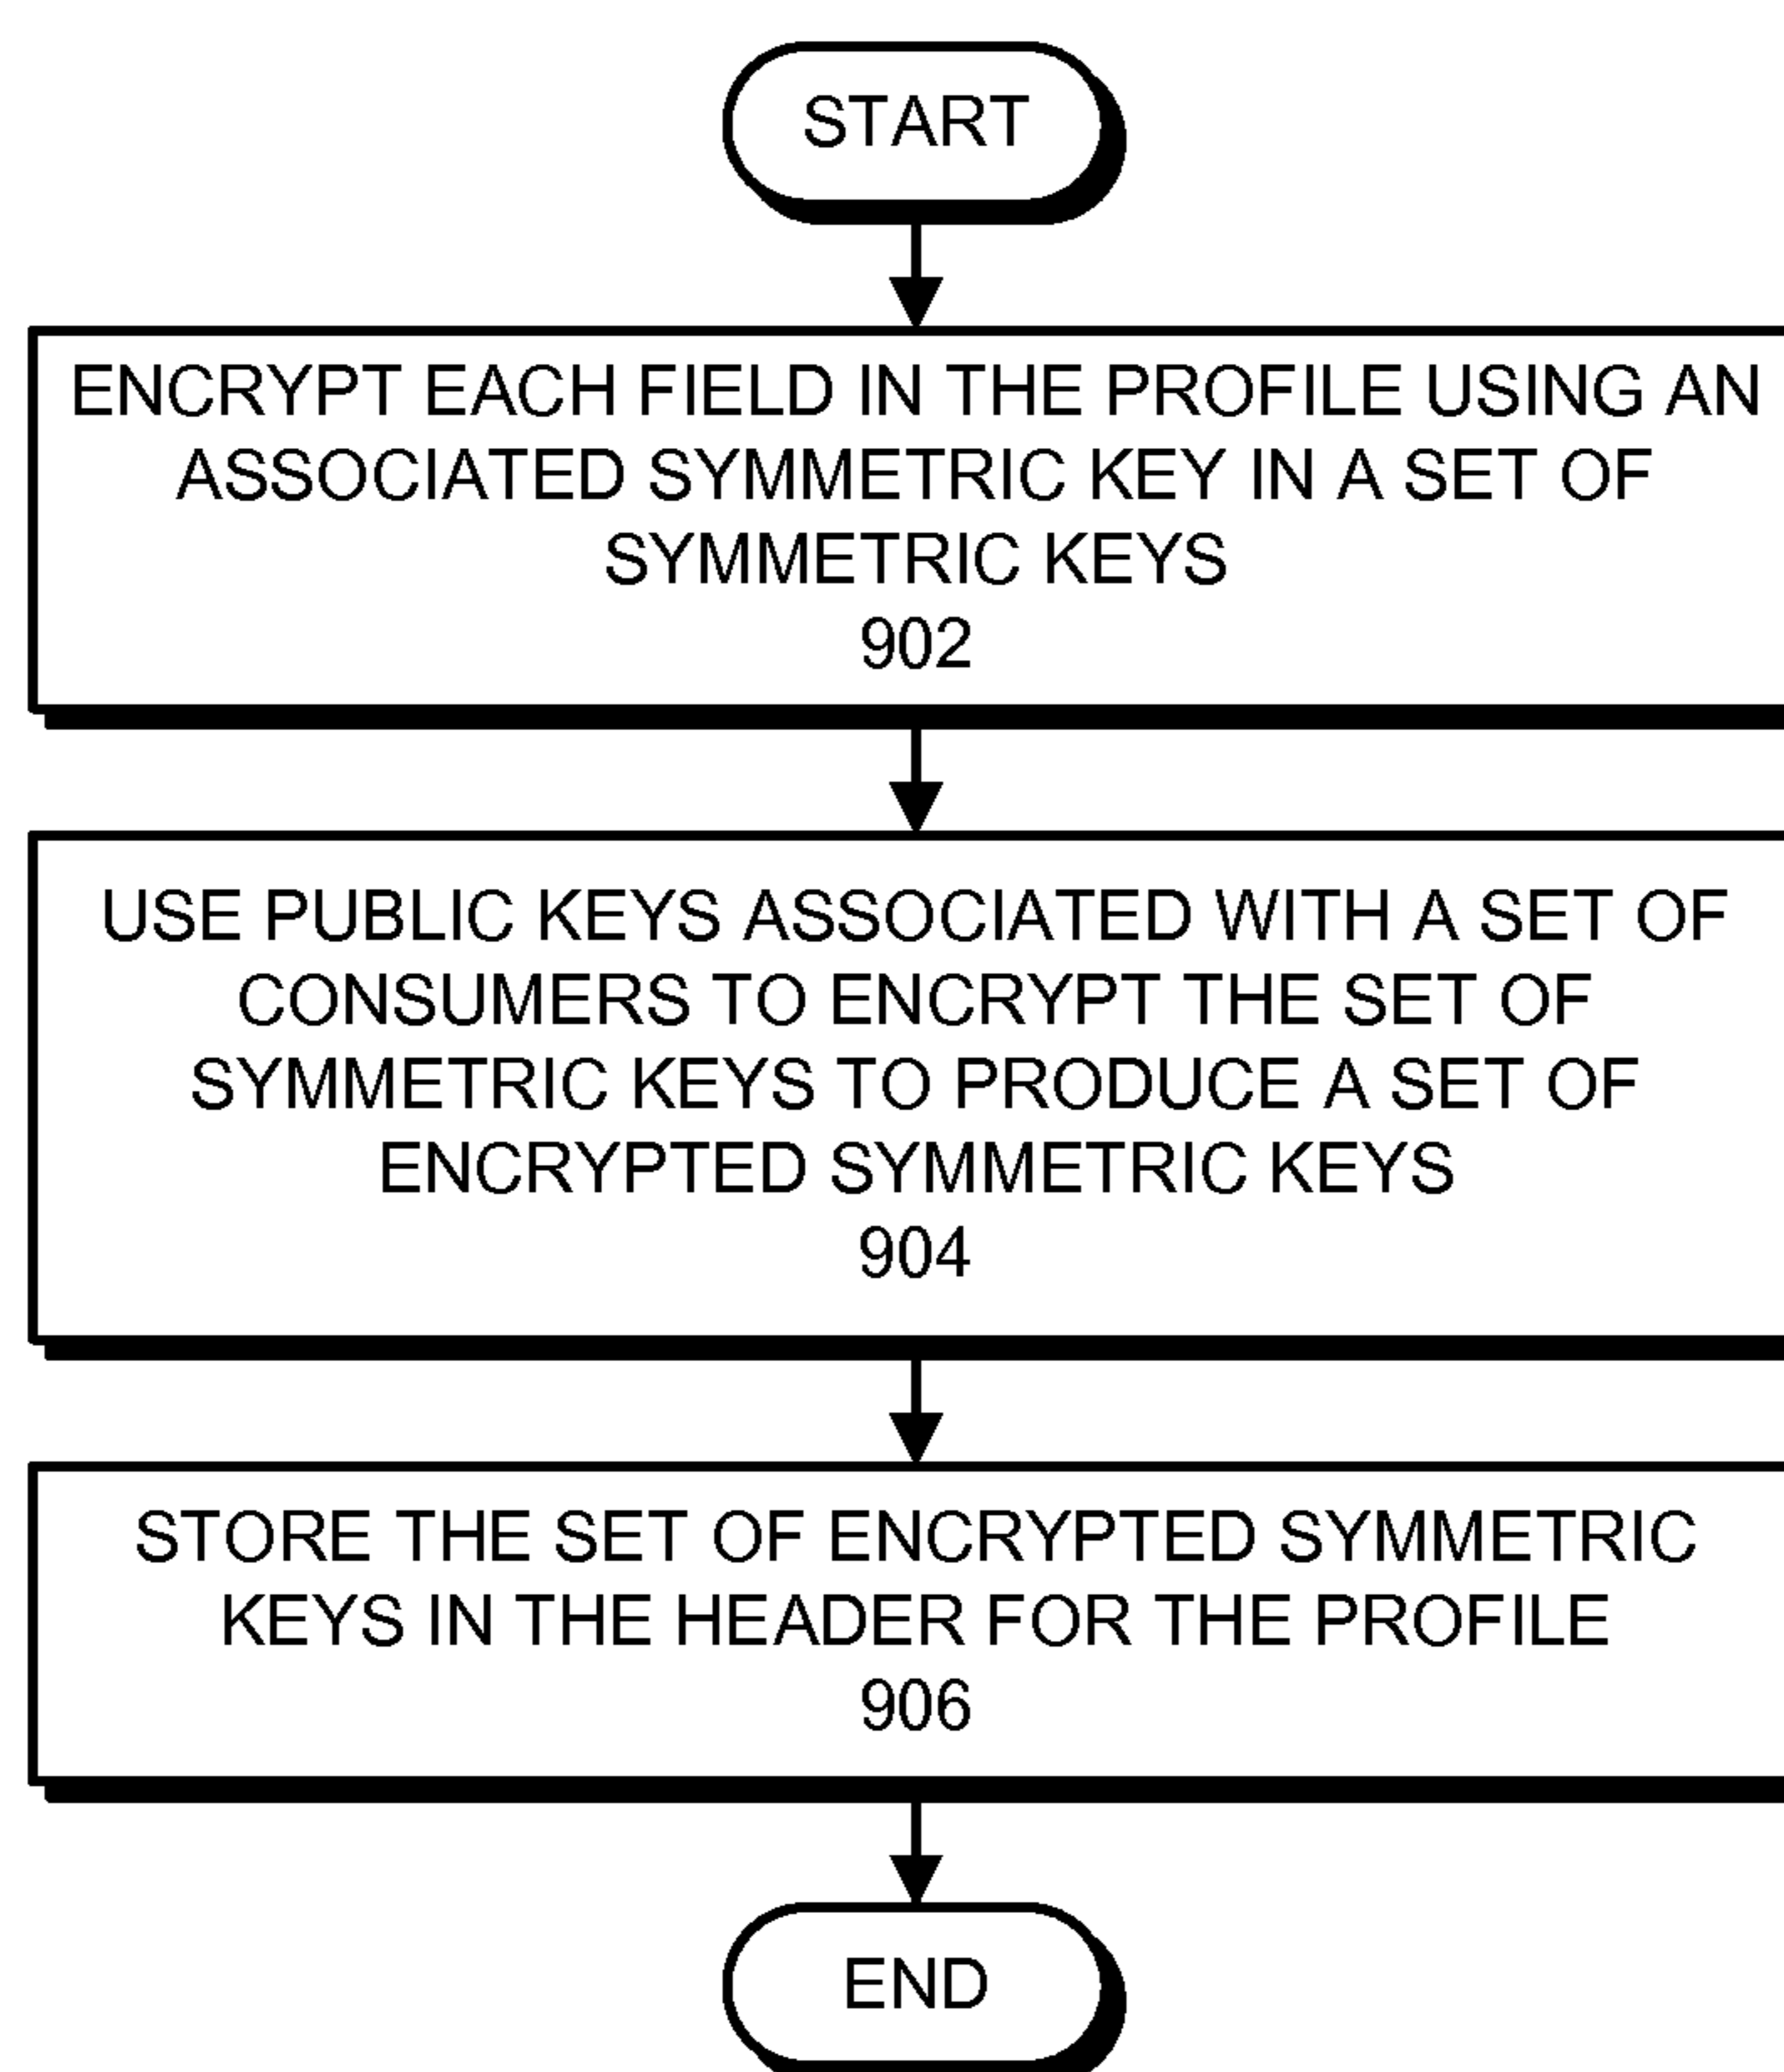 START
ENCRYPT EACH FIELD IN THE PROFILE USING AN
ASSOCIATED SYMMETRIC KEY IN A SET OF
SYMMETRIC KEYS
902
USE PUBLIC KEYS ASSOCIATED WITH A SET OF
CONSUMERS TO ENCRYPT THE SET OF
SYMMETRIC KEYS TO PRODUCE A SET OF
ENCRYPTED SYMMETRIC KEYS
904
STORE THE SET OF ENCRYPTED SYMMETRIC
KEYS IN THE HEADER FOR THE PROFILE
906
END